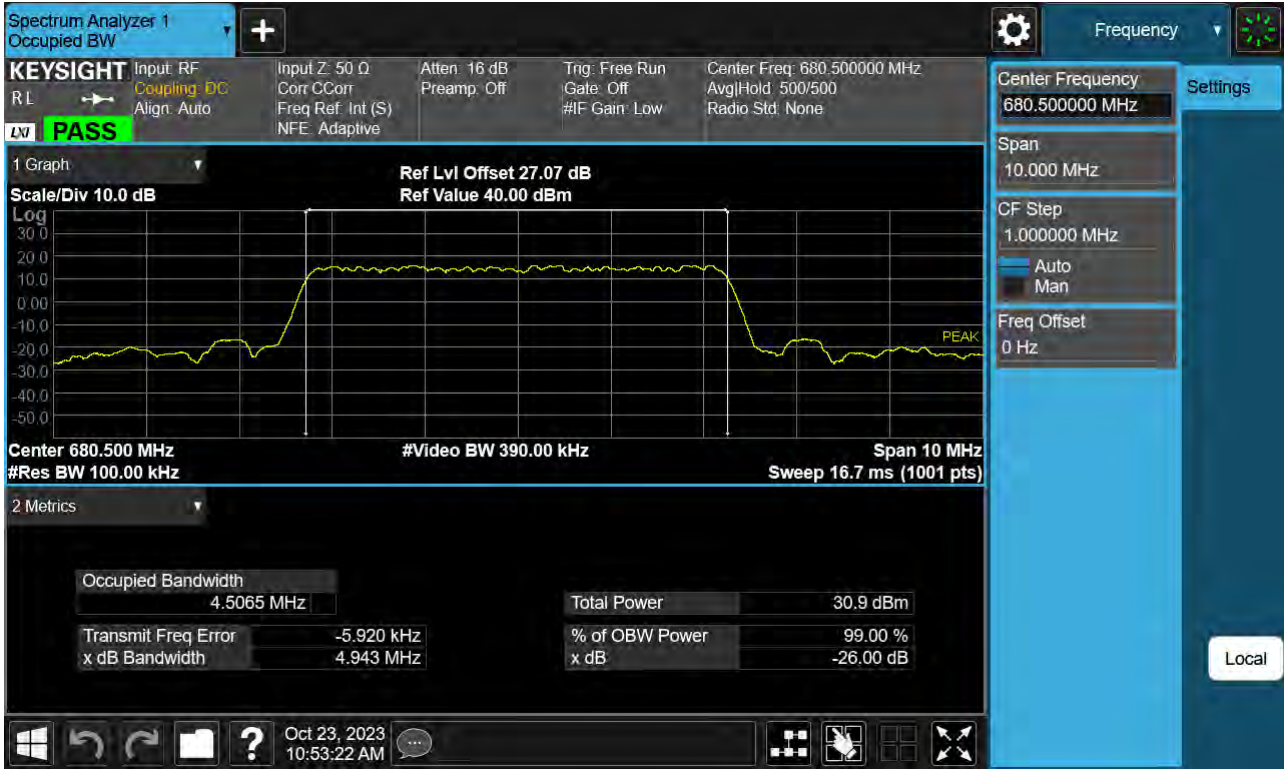 Spectrum Analyzer 1
Occupied BW
+
Frequency
KEYSIGHT
R L
LXI
PASS
Input: RF
Coupling: DC
Align: Auto
Input Z: 50 Ω
Corr CCorr
Freq Ref: Int (S)
NFE: Adaptive
Atten: 16 dB
Preamp: Off
Trig: Free Run
Gate: Off
#IF Gain: Low
Center Freq: 680.500000 MHz
Avg|Hold: 500/500
Radio Std: None
1 Graph
Scale/Div 10.0 dB
Ref Lvl Offset 27.07 dB
Ref Value 40.00 dBm
Log
30.0
20.0
10.0
0.00
-10.0
-20.0
-30.0
-40.0
-50.0
PEAK
Center 680.500 MHz
#Video BW 390.00 kHz
Span 10 MHz
#Res BW 100.00 kHz
Sweep 16.7 ms (1001 pts)
2 Metrics
Occupied Bandwidth
4.5065 MHz
Total Power 30.9 dBm
Transmit Freq Error -5.920 kHz
% of OBW Power 99.00 %
x dB Bandwidth 4.943 MHz
x dB -26.00 dB
Center Frequency
680.500000 MHz
Settings
Span
10.000 MHz
CF Step
1.000000 MHz
Auto
Man
Freq Offset
0 Hz
Local
?
Oct 23, 2023
10:53:22 AM